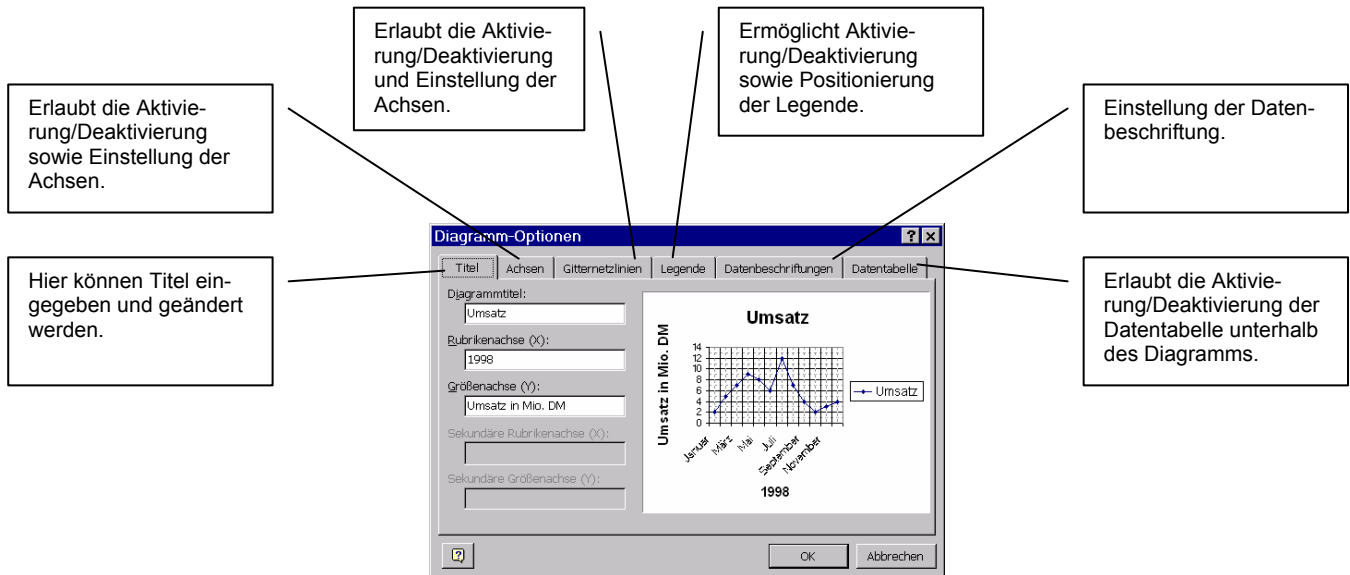 Erlaubt die Aktivie-
rung/Deaktivierung
und Einstellung der
Achsen.
Ermöglicht Aktivie-
rung/Deaktivierung
sowie Positionierung
der Legende.
Erlaubt die Aktivie-
rung/Deaktivierung
sowie Einstellung der
Achsen.
Einstellung der Daten-
beschriftung.
Hier können Titel ein-
gegeben und geändert
werden.
Erlaubt die Aktivie-
rung/Deaktivierung der
Datentabelle unterhalb
des Diagramms.
Diagramm-Optionen
Titel Achsen Gitternetzlinien Legende Datenbeschriftungen Datentabelle
Diagrammtitel:
Umsatz
Rubrikenachse (X):
1998
Größenachse (Y):
Umsatz in Mio. DM
Sekundäre Rubrikenachse (X):
Sekundäre Größenachse (Y):
Umsatz
Umsatz in Mio. DM
14
12
10
8
6
4
2
0
Januar März Mai Juli September November
1998
Umsatz
OK Abbrechen